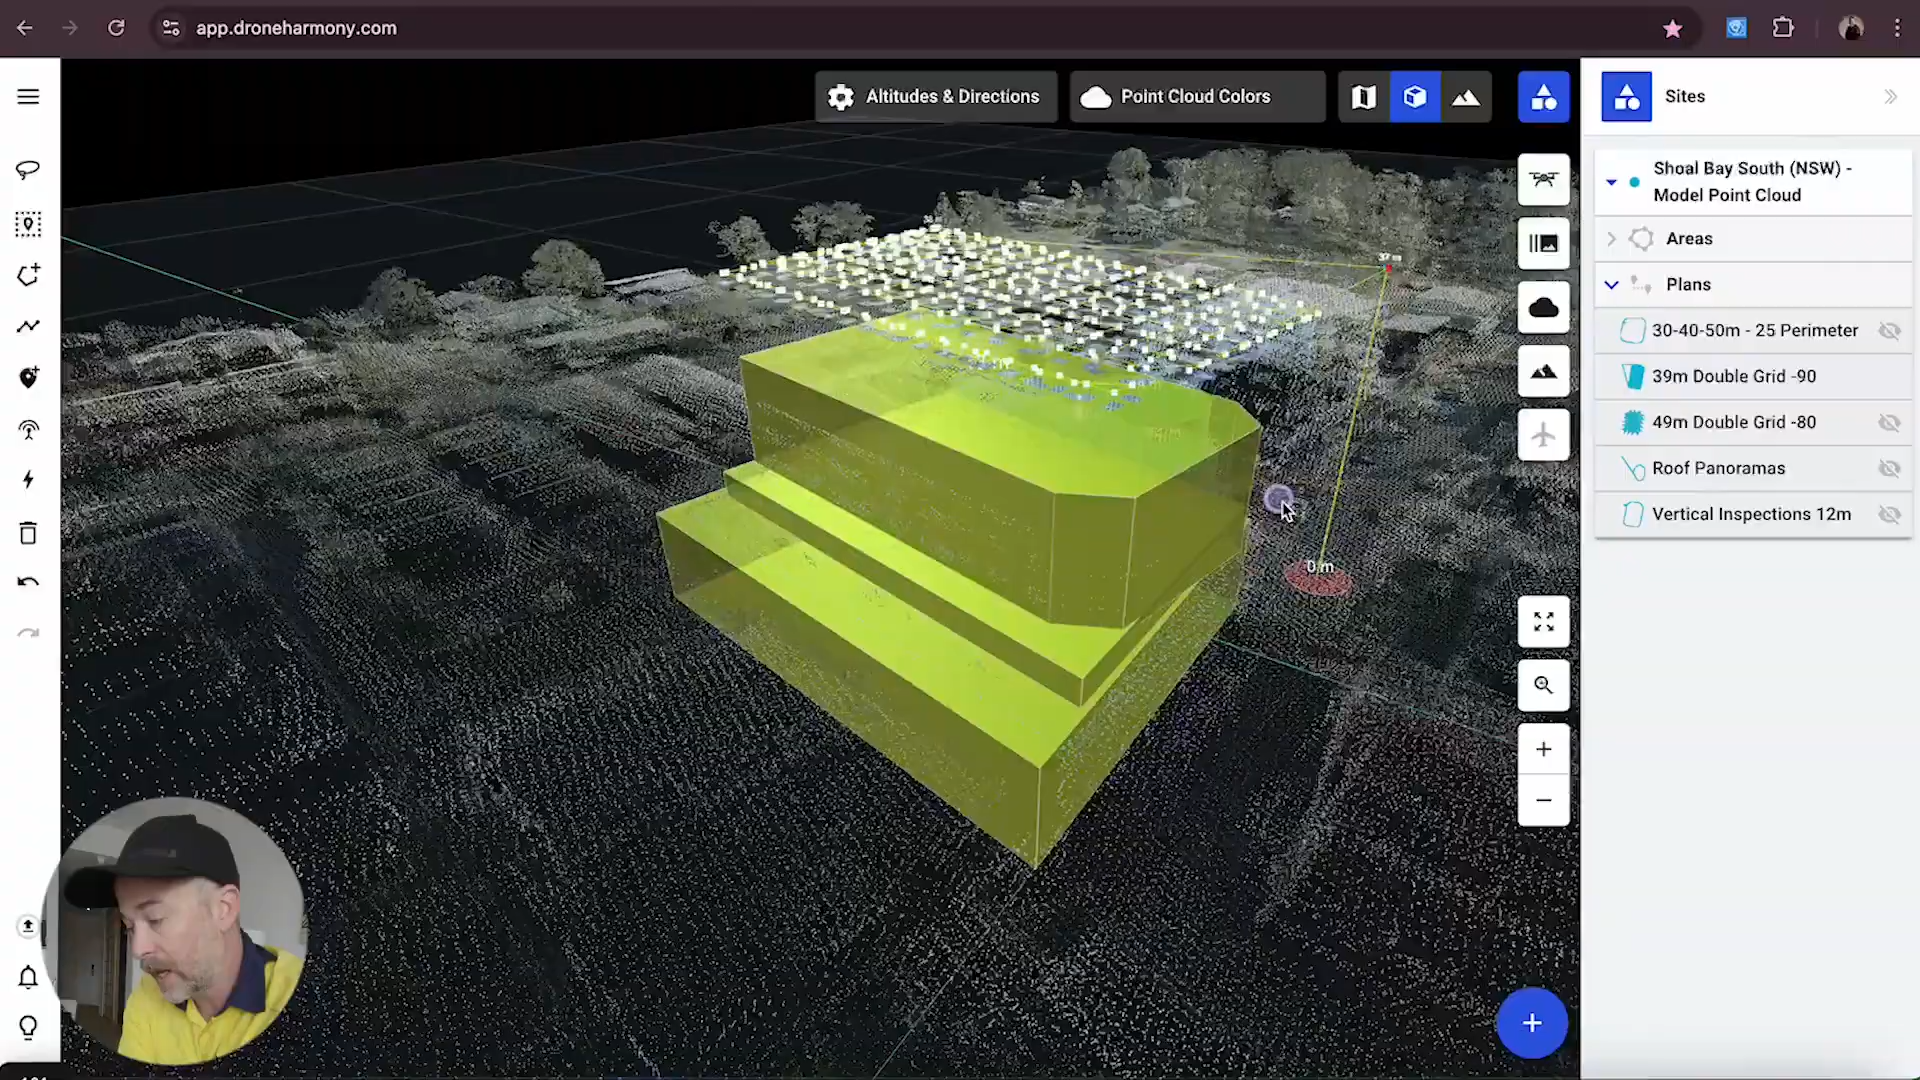 app.droneharmony.com
Altitudes & Directions
Point Cloud Colors
Sites
Shoal Bay South (NSW) -
Model Point Cloud
Areas
Plans
30-40-50m - 25 Perimeter
39m Double Grid -90
49m Double Grid -80
Roof Panoramas
Vertical Inspections 12m
37 m
0 m